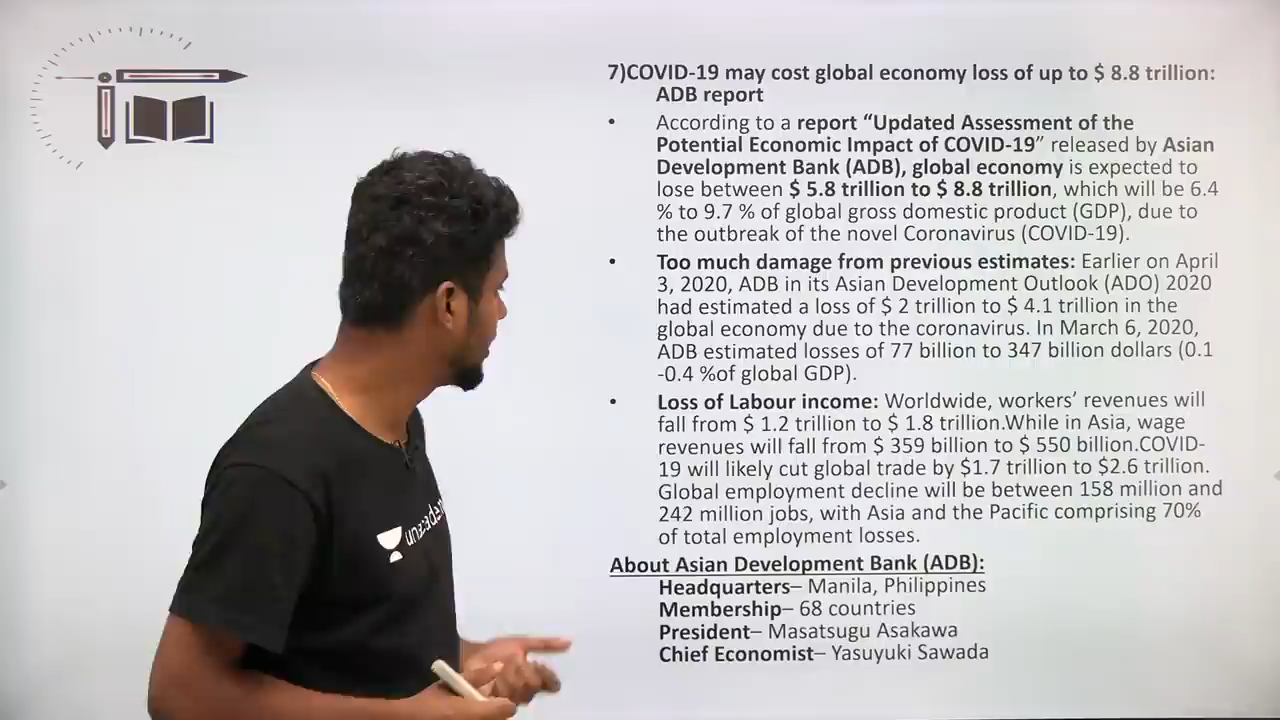 7)COVID-19 may cost global economy loss of up to $ 8.8 trillion:
ADB report
• According to a report “Updated Assessment of the
Potential Economic Impact of COVID-19” released by Asian
Development Bank (ADB), global economy is expected to
lose between $ 5.8 trillion to $ 8.8 trillion, which will be 6.4
% to 9.7 % of global gross domestic product (GDP), due to
the outbreak of the novel Coronavirus (COVID-19).
• Too much damage from previous estimates: Earlier on April
3, 2020, ADB in its Asian Development Outlook (ADO) 2020
had estimated a loss of $ 2 trillion to $ 4.1 trillion in the
global economy due to the coronavirus. In March 6, 2020,
ADB estimated losses of 77 billion to 347 billion dollars (0.1
-0.4 %of global GDP).
• Loss of Labour income: Worldwide, workers’ revenues will
fall from $ 1.2 trillion to $ 1.8 trillion.While in Asia, wage
revenues will fall from $ 359 billion to $ 550 billion.COVID-
19 will likely cut global trade by $1.7 trillion to $2.6 trillion.
Global employment decline will be between 158 million and
242 million jobs, with Asia and the Pacific comprising 70%
of total employment losses.
About Asian Development Bank (ADB):
Headquarters– Manila, Philippines
Membership– 68 countries
President– Masatsugu Asakawa
Chief Economist– Yasuyuki Sawada